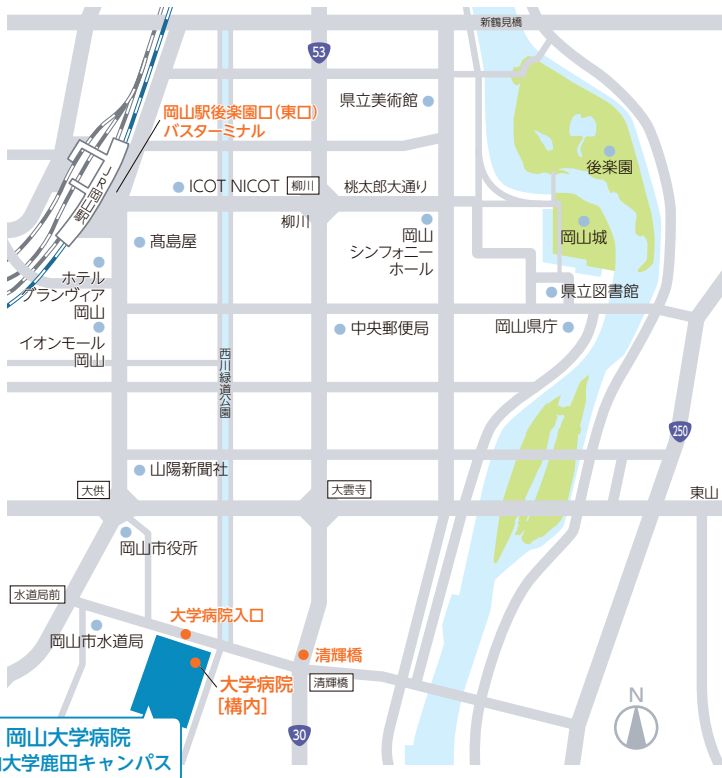 新鶴見橋
53
県立美術館
岡山駅後楽園口(東口)
バスターミナル
後楽園
JR岡山駅
ICOT NICOT
柳川
桃太郎大通り
柳川
岡山
シンフォニー
ホール
岡山城
髙島屋
ホテル
グランヴィア
岡山
県立図書館
イオンモール
岡山
中央郵便局
岡山県庁
西川緑道公園
250
山陽新聞社
大供
大雲寺
東山
岡山市役所
水道局前
大学病院入口
岡山市水道局
清輝橋
大学病院
[構内]
清輝橋
N
30
岡山大学病院
大学鹿田キャンパス